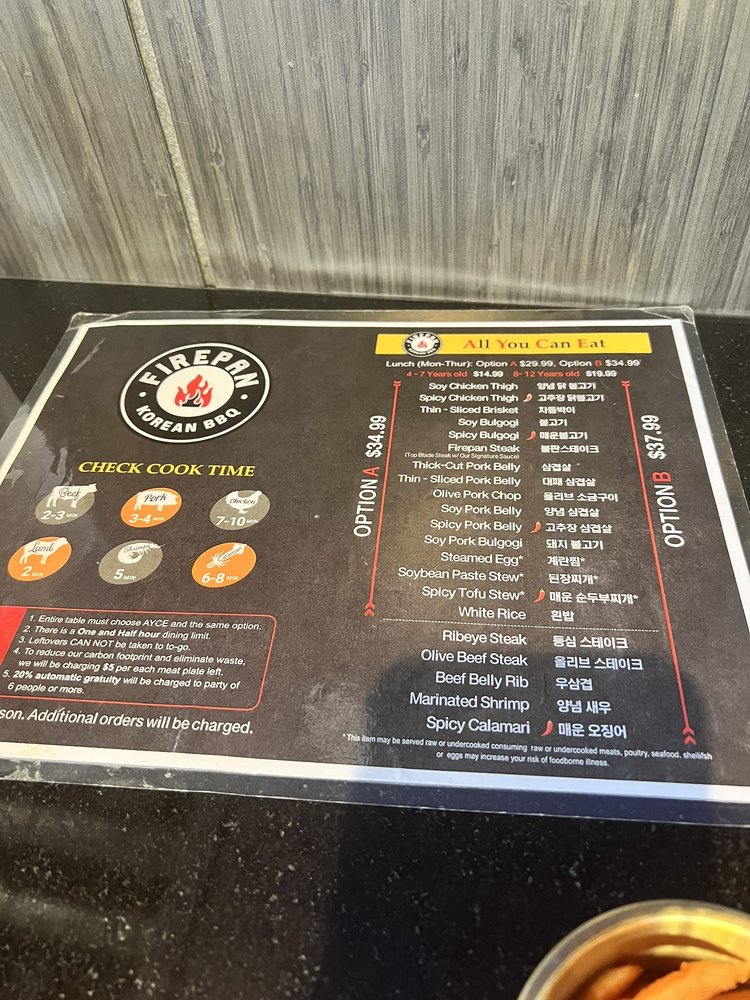 FIREPAN
KOREAN BBQ
CHECK COOK TIME
Beef
2-3 MIN
Pork
3-4 MIN
Chicken
7-10 MIN
Lamb
2 MIN
Shrimp
5 MIN
6-8 MIN
1. Entire table must choose AYCE and the same option.
2. There is a One and Half hour dining limit.
3. Leftovers CAN NOT be taken to to-go.
4. To reduce our carbon footprint and eliminate waste,
we will be charging $5 per each meat plate left.
5. 20% automatic gratuity will be charged to party of
6 people or more.
son. Additional orders will be charged.
FIREPAN
All You Can Eat
Lunch (Mon-Thur): Option A $29.99, Option B $34.99
4 - 7 Years old $14.99 8- 12 Years old $19.99
OPTION A $34.99
OPTION B $37.99
Soy Chicken Thigh 양념 닭 불고기
Spicy Chicken Thigh 고추장 닭불고기
Thin - Sliced Brisket 차돌박이
Soy Bulgogi 불고기
Spicy Bulgogi 매운불고기
Firepan Steak 불판스테이크
(Top Blade Steak w/ Our Signature Sauce)
Thick-Cut Pork Belly 삼겹살
Thin - Sliced Pork Belly 대패 삼겹살
Olive Pork Chop 올리브 소금구이
Soy Pork Belly 양념 삼겹살
Spicy Pork Belly 고추장 삼겹살
Soy Pork Bulgogi 돼지 불고기
Steamed Egg* 계란찜*
Soybean Paste Stew* 된장찌개*
Spicy Tofu Stew* 매운 순두부찌개*
White Rice 흰밥
Ribeye Steak 등심 스테이크
Olive Beef Steak 올리브 스테이크
Beef Belly Rib 우삼겹
Marinated Shrimp 양념 새우
Spicy Calamari 매운 오징어
* This item may be served raw or undercooked consuming raw or undercooked meats, poultry, seafood, shellfish
or eggs may increase your risk of foodborne illness.